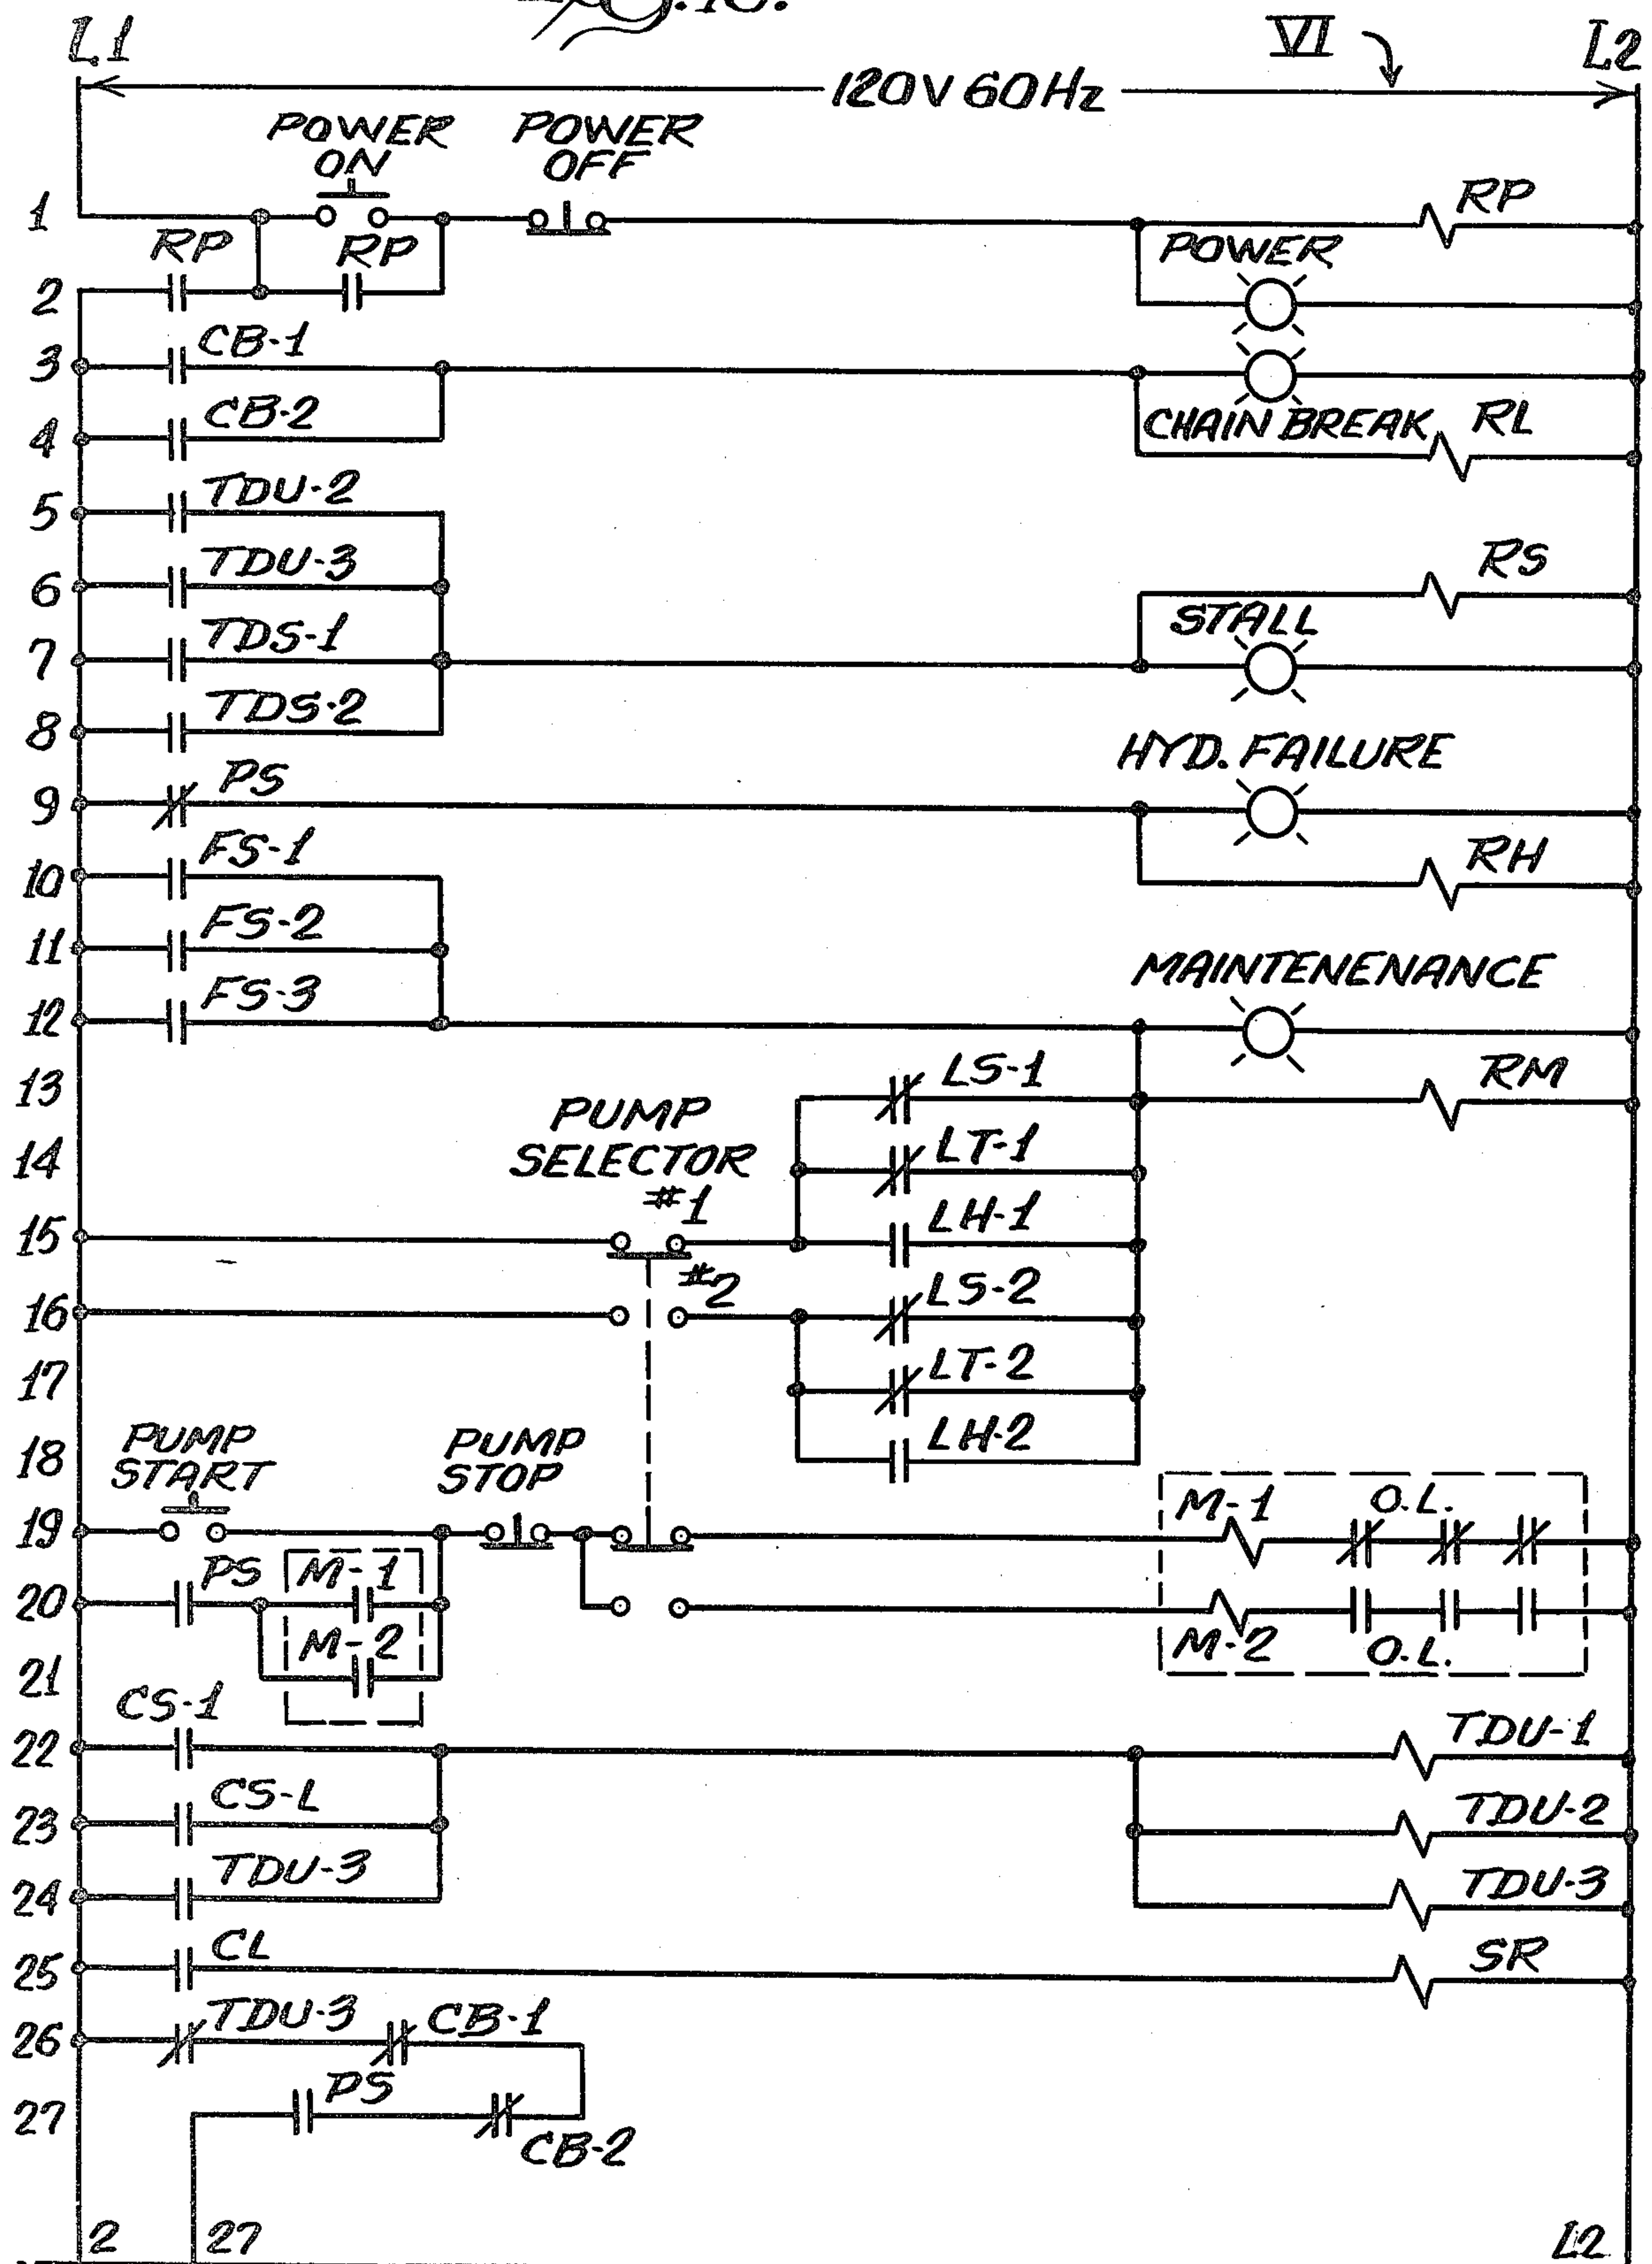 L1
VI
L2
120V 60Hz
POWER ON
POWER OFF
1
RP
RP
RP
POWER
2
3
CB-1
4
CB-2
CHAIN BREAK
RL
5
TDU-2
6
TDU-3
RS
7
TDS-1
STALL
8
TDS-2
HYD. FAILURE
9
PS
10
FS-1
RH
11
FS-2
MAINTENENANCE
12
FS-3
13
LS-1
RM
PUMP
SELECTOR
14
LT-1
#1
15
LH-1
#2
16
LS-2
17
LT-2
18
LH-2
PUMP START
PUMP STOP
19
M-1
O.L.
20
PS
M-1
M-2
O.L.
21
M-2
22
CS-1
TDU-1
23
CS-L
TDU-2
24
TDU-3
TDU-3
25
CL
SR
26
TDU-3
CB-1
27
PS
CB-2
2
27
L2